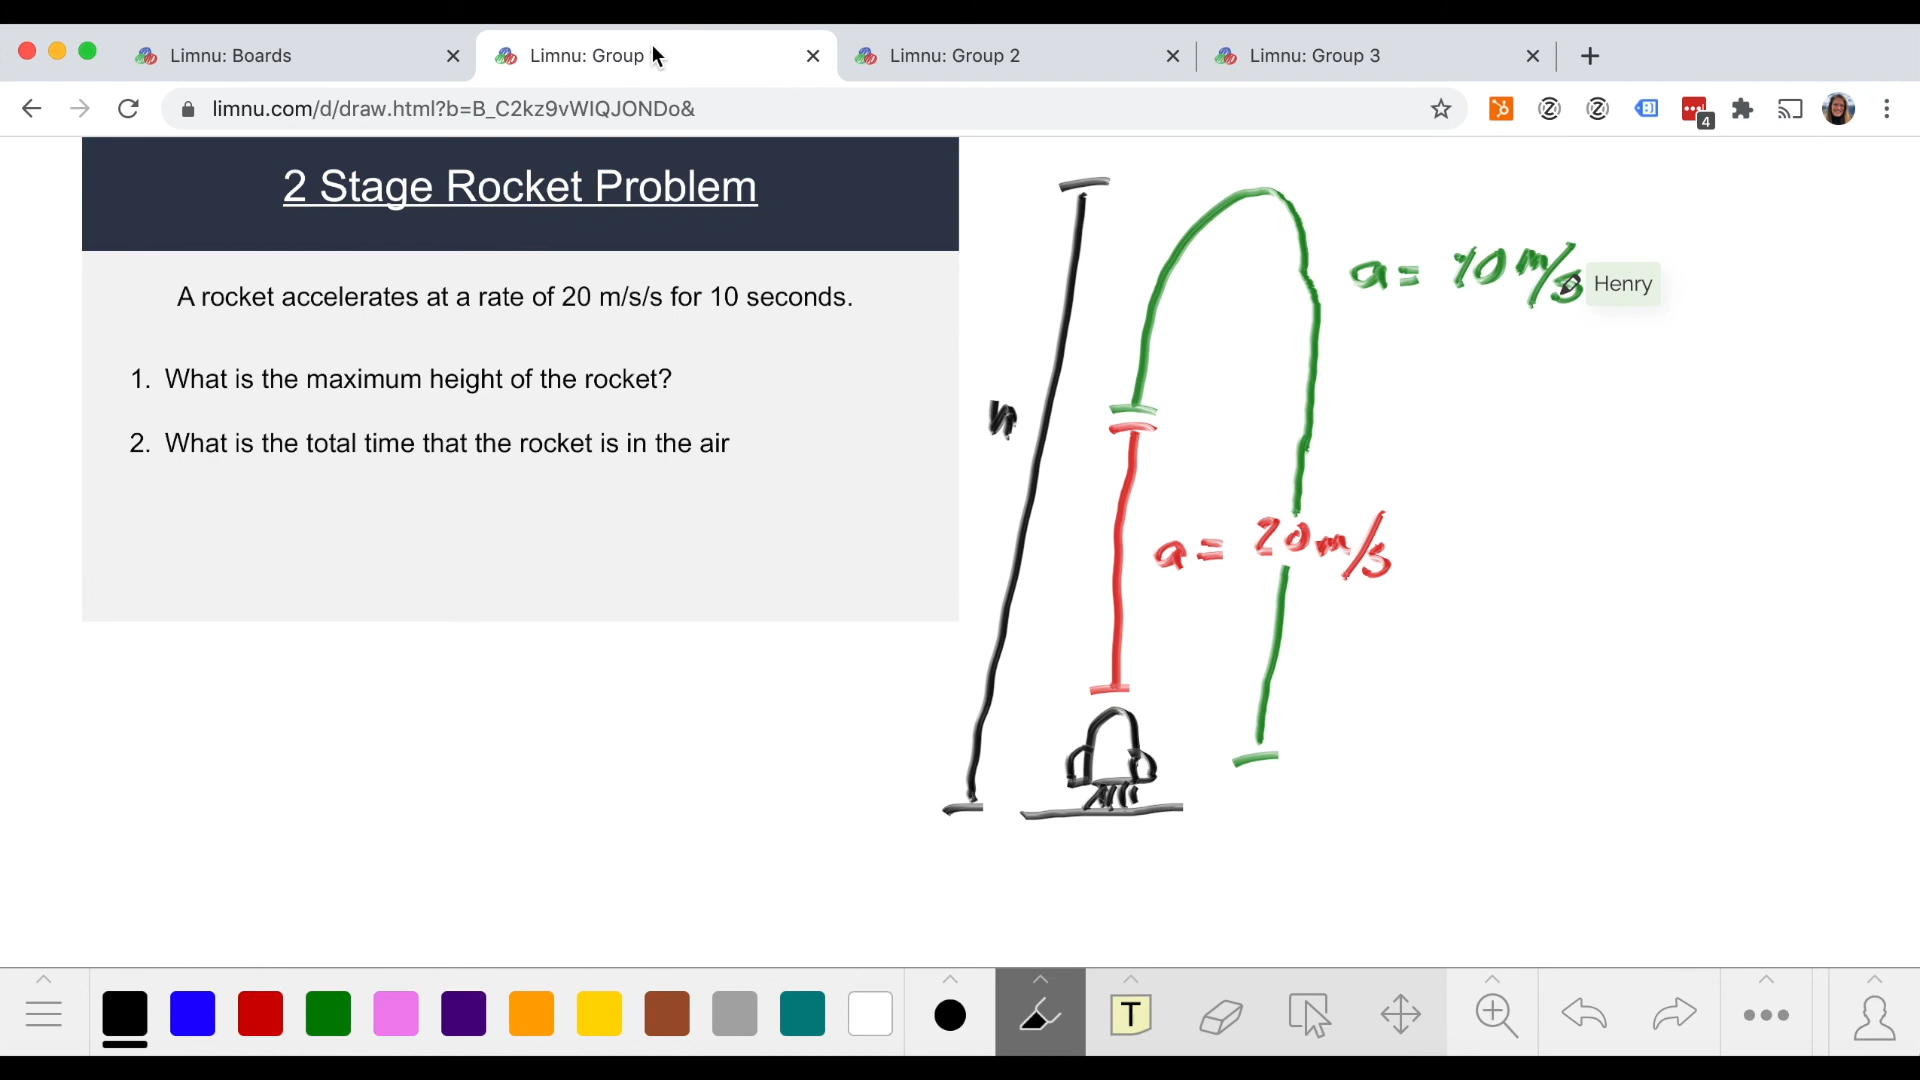 Limnu: Boards
Limnu: Group
Limnu: Group 2
Limnu: Group 3
limnu.com/d/draw.html?b=B_C2kz9vWIQJONDo&
4
2 Stage Rocket Problem
A rocket accelerates at a rate of 20 m/s/s for 10 seconds.
1. What is the maximum height of the rocket?
2. What is the total time that the rocket is in the air
a = 10 m/s
Henry
h
a = 20 m/s
T